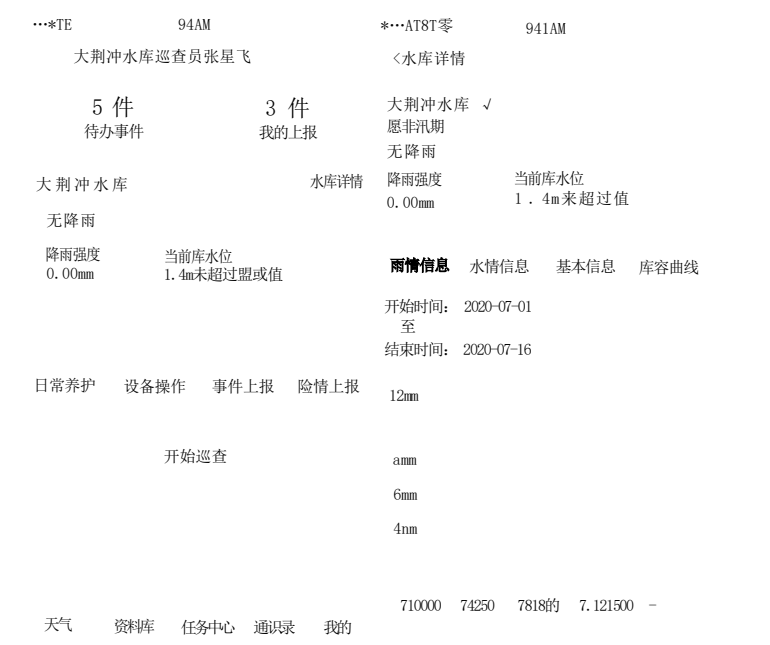 •••*TE 94AM
大荆冲水库巡查员张星飞
5 件 3 件
待办事件 我的上报
大荆冲水库 水库详情
无降雨
降雨强度 当前库水位
0.00mm 1.4m未超过盟或值
日常养护 设备操作 事件上报 险情上报
开始巡查
天气 资料库 任务中心 通识录 我的
*•••AT8T零 941AM
<水库详情
大荆冲水库 √
愿非汛期
无降雨
降雨强度 当前库水位
0.00mm 1．4m来超过值
雨情信息 水情信息 基本信息 库容曲线
开始时间： 2020-07-01
至
结束时间： 2020-07-16
12mm
amm
6mm
4nm
710000 74250 7818的 7.121500 -